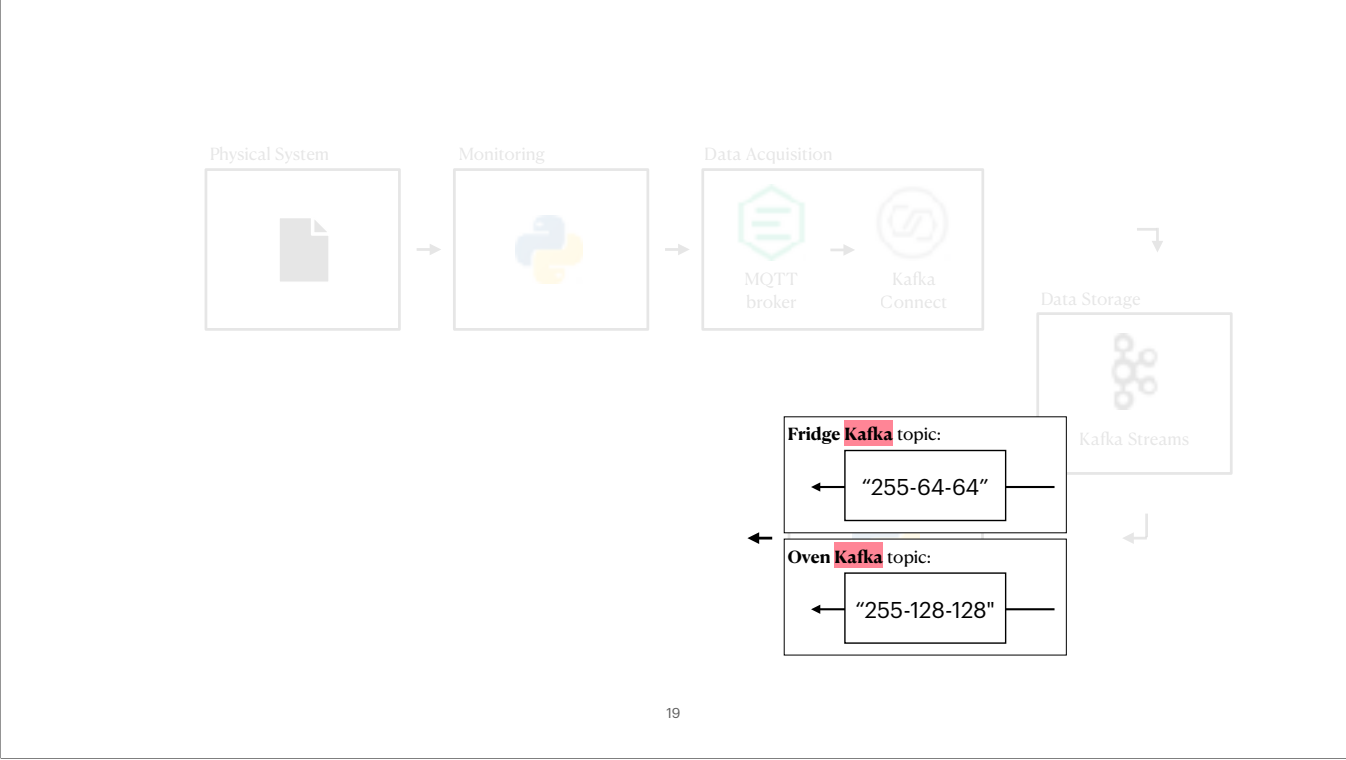 Physical System
Monitoring
Data Acquisition
MQTT
broker
Kafka
Connect
Data Storage
Kafka Streams
Fridge Kafka topic:
“255-64-64”
Oven Kafka topic:
“255-128-128"
19